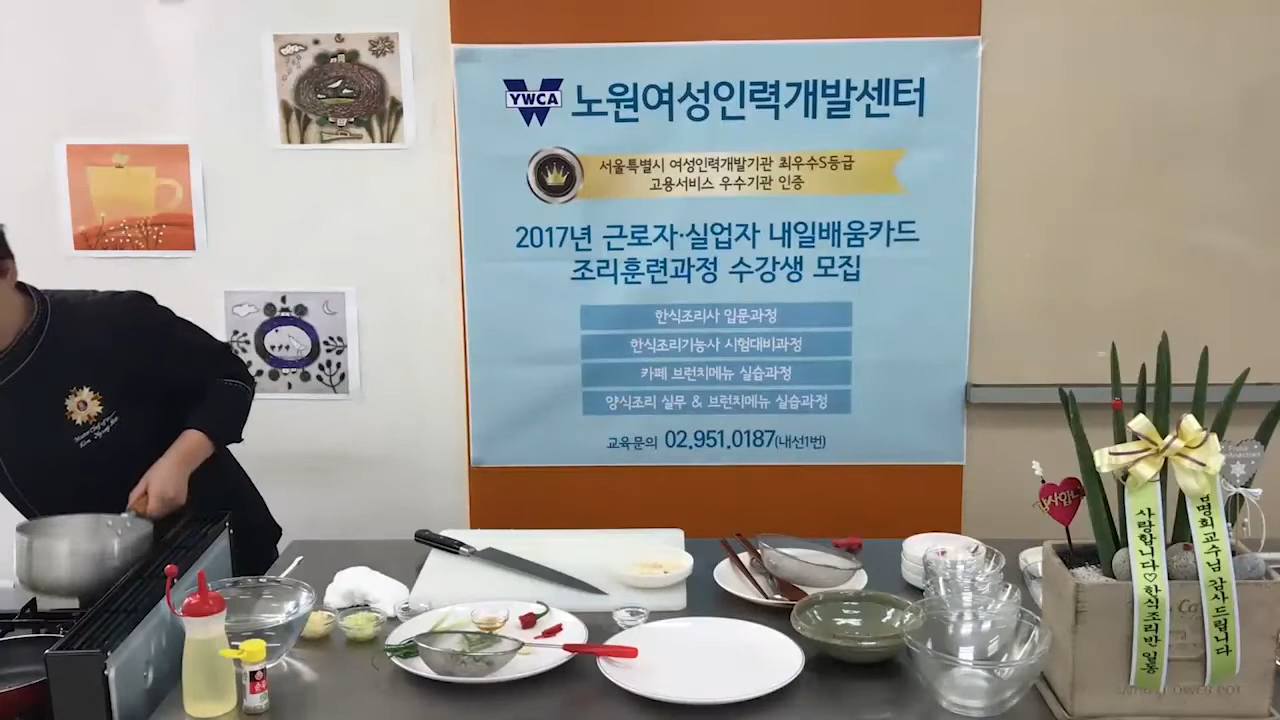 YWCA 노원여성인력개발센터
서울특별시 여성인력개발기관 최우수S등급
고용서비스 우수기관 인증
2017년 근로자·실업자 내일배움카드
조리훈련과정 수강생 모집
한식조리사 입문과정
한식조리기능사 시험대비과정
카페 브런치메뉴 실습과정
양식조리 실무 & 브런치메뉴 실습과정
교육문의 02.951.0187(내선1번)
사랑합니다♡한식조리반 일동
김명희교수님 감사드립니다